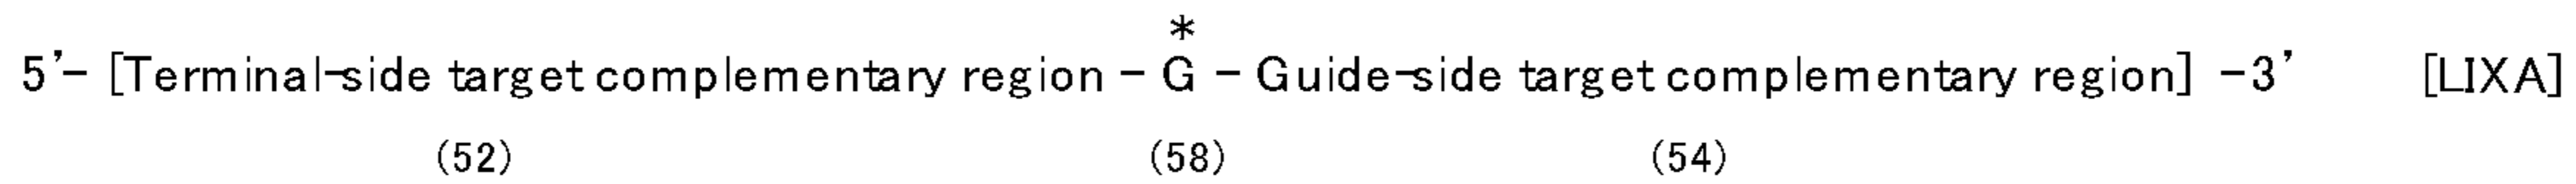 *
5'- [Terminal-side target complementary region - G - Guide-side target complementary region] -3' [LIXA]
(52) (58) (54)